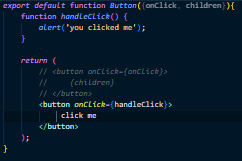 export default function Button({onClick, children}){
    function handleClick() {
        alert('you clicked me');
    }

    return (
        // <button onClick={onClick}>
        //     {children}
        // </button>
        <button onClick={handleClick}>
            click me
        </button>
    );
}